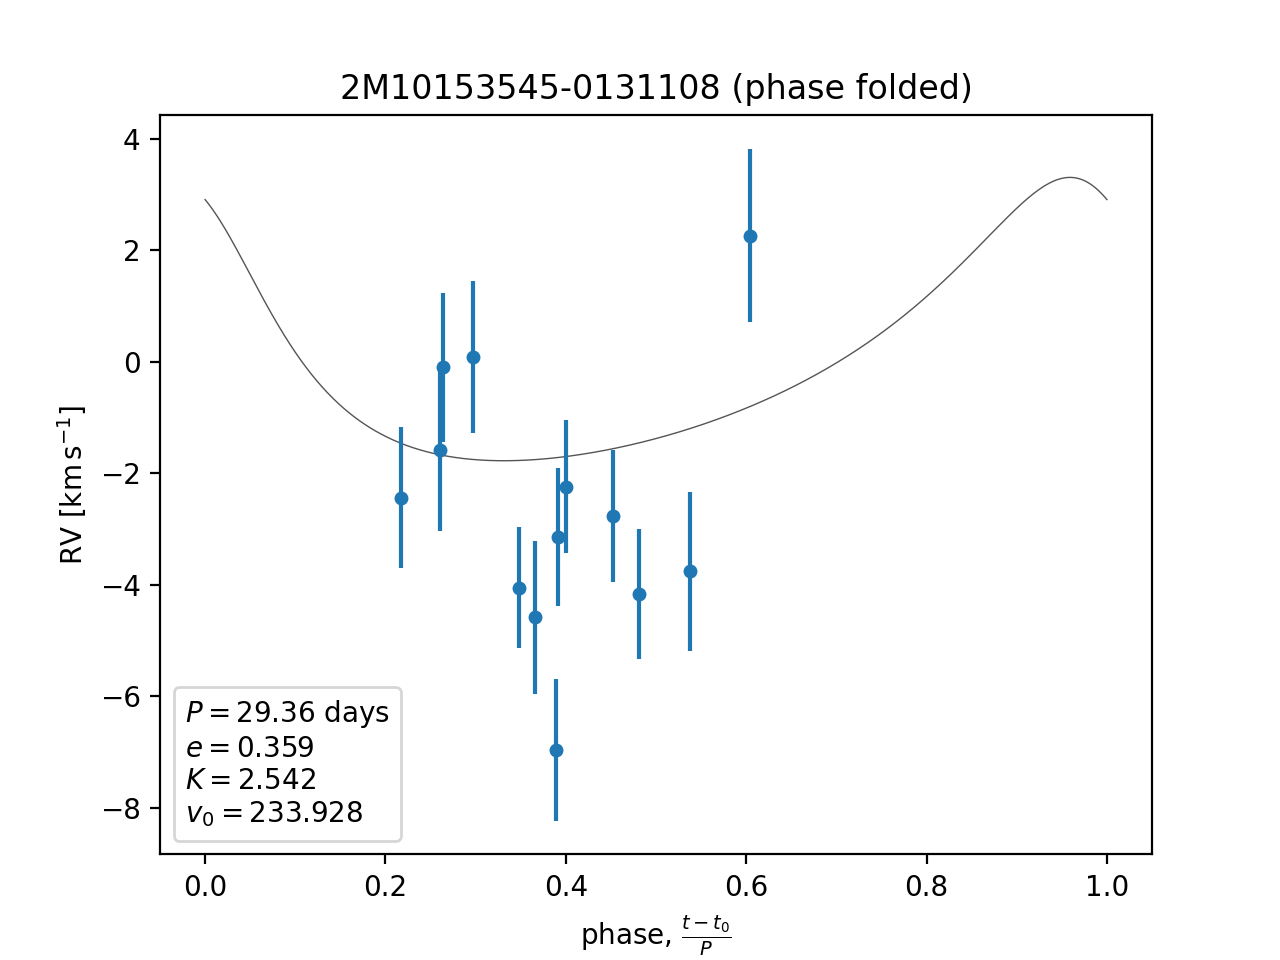 2M10153545-0131108 (phase folded)
4
2
0
−2
−4
−6
−8
RV [km s⁻¹]
P = 29.36 days
e = 0.359
K = 2.542
v₀ = 233.928
0.0 0.2 0.4 0.6 0.8 1.0
phase, (t − t₀)/P